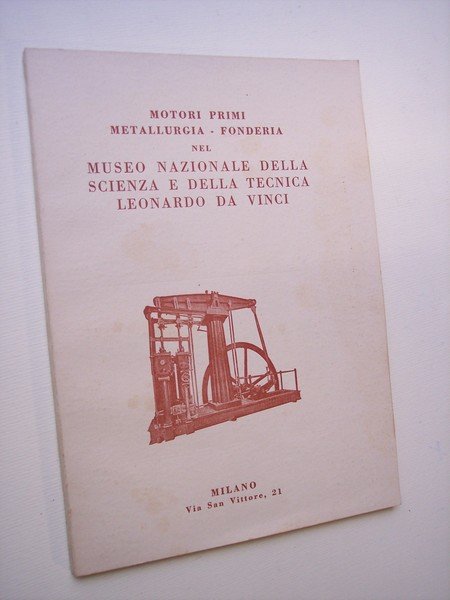 MOTORI PRIMI
METALLURGIA - FONDERIA
NEL
MUSEO NAZIONALE DELLA
SCIENZA E DELLA TECNICA
LEONARDO DA VINCI
MILANO
Via San Vittore, 21